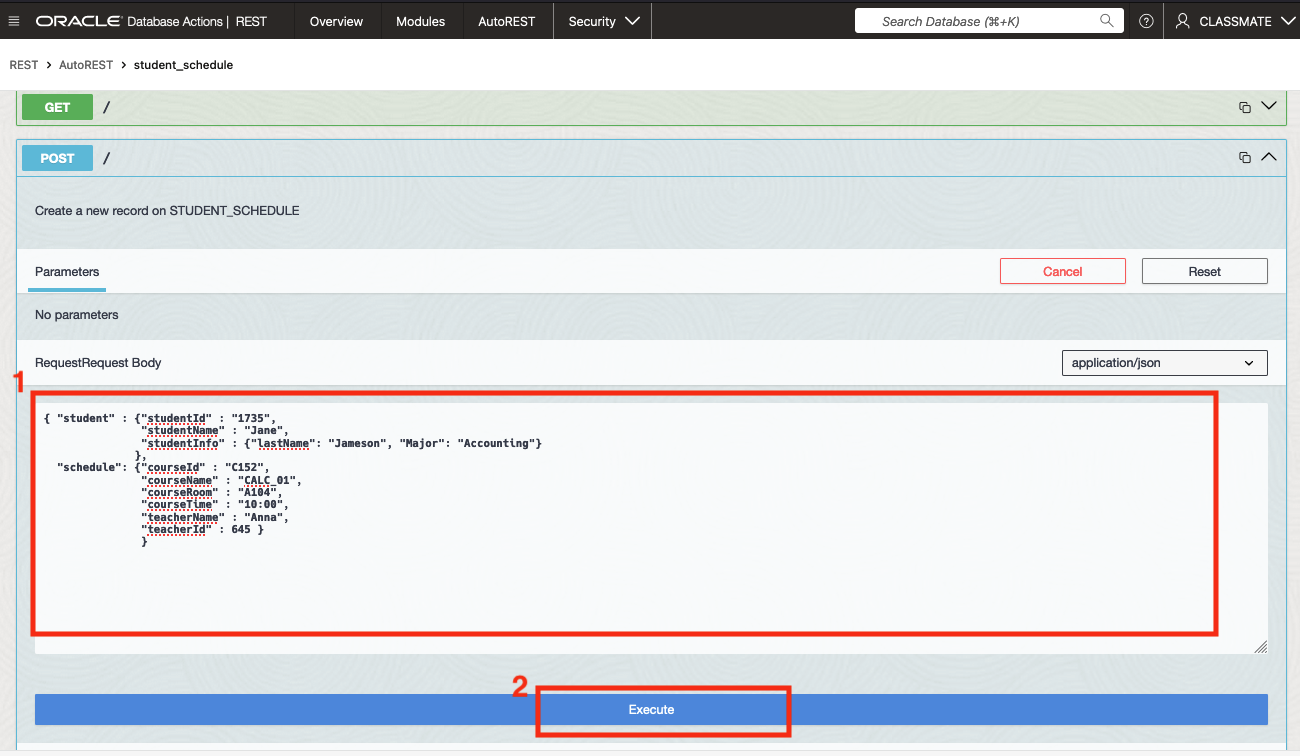 ORACLE Database Actions | REST Overview Modules AutoREST Security Search Database (⌘+K) CLASSMATE
REST > AutoREST > student_schedule
GET /
POST /
Create a new record on STUDENT_SCHEDULE
Parameters Cancel Reset
No parameters
RequestRequest Body application/json
1
{ "student" : {"studentId" : "1735",
"studentName" : "Jane",
"studentInfo" : {"lastName": "Jameson", "Major": "Accounting"}
},
"schedule": {"courseId" : "C152",
"courseName" : "CALC_01",
"courseRoom" : "A104",
"courseTime" : "10:00",
"teacherName" : "Anna",
"teacherId" : 645 }
}
2
Execute